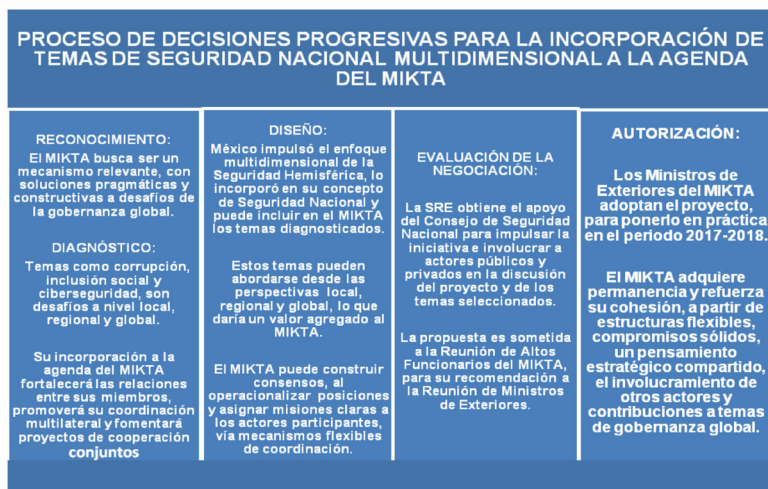 PROCESO DE DECISIONES PROGRESIVAS PARA LA INCORPORACIÓN DE
TEMAS DE SEGURIDAD NACIONAL MULTIDIMENSIONAL A LA AGENDA
DEL MIKTA
RECONOCIMIENTO:
El MIKTA busca ser un
mecanismo relevante, con
soluciones pragmáticas y
constructivas a desafíos de
la gobernanza global.
DIAGNÓSTICO:
Temas como corrupción,
inclusión social y
ciberseguridad, son
desafíos a nivel local,
regional y global.
Su incorporación a la
agenda del MIKTA
fortalecerá las relaciones
entre sus miembros,
promoverá su coordinación
multilateral y fomentará
proyectos de cooperación
conjuntos
DISEÑO:
México impulsó el enfoque
multidimensional de la
Seguridad Hemisférica, lo
incorporó en su concepto
de Seguridad Nacional y
puede incluir en el MIKTA
los temas diagnosticados.
Estos temas pueden
abordarse desde las
perspectivas local,
regional y global, lo que
daría un valor agregado al
MIKTA.
El MIKTA puede construir
consensos, al
operacionalizar posiciones
y asignar misiones claras a
los actores participantes,
vía mecanismos flexibles
de coordinación.
EVALUACIÓN DE LA
NEGOCIACIÓN:
La SRE obtiene el apoyo
del Consejo de Seguridad
Nacional para impulsar la
iniciativa e involucrar a
actores públicos y
privados en la discusión
del proyecto y de los
temas seleccionados.
La propuesta es sometida
a la Reunión de Altos
Funcionarios del MIKTA,
para su recomendación a
la Reunión de Ministros
de Exteriores.
AUTORIZACIÓN:
Los Ministros de
Exteriores del MIKTA
adoptan el proyecto,
para ponerlo en práctica
en el periodo 2017-2018.
El MIKTA adquiere
permanencia y refuerza
su cohesión, a partir de
estructuras flexibles,
compromisos sólidos,
un pensamiento
estratégico compartido,
el involucramiento de
otros actores y
contribuciones a temas
de gobernanza global.